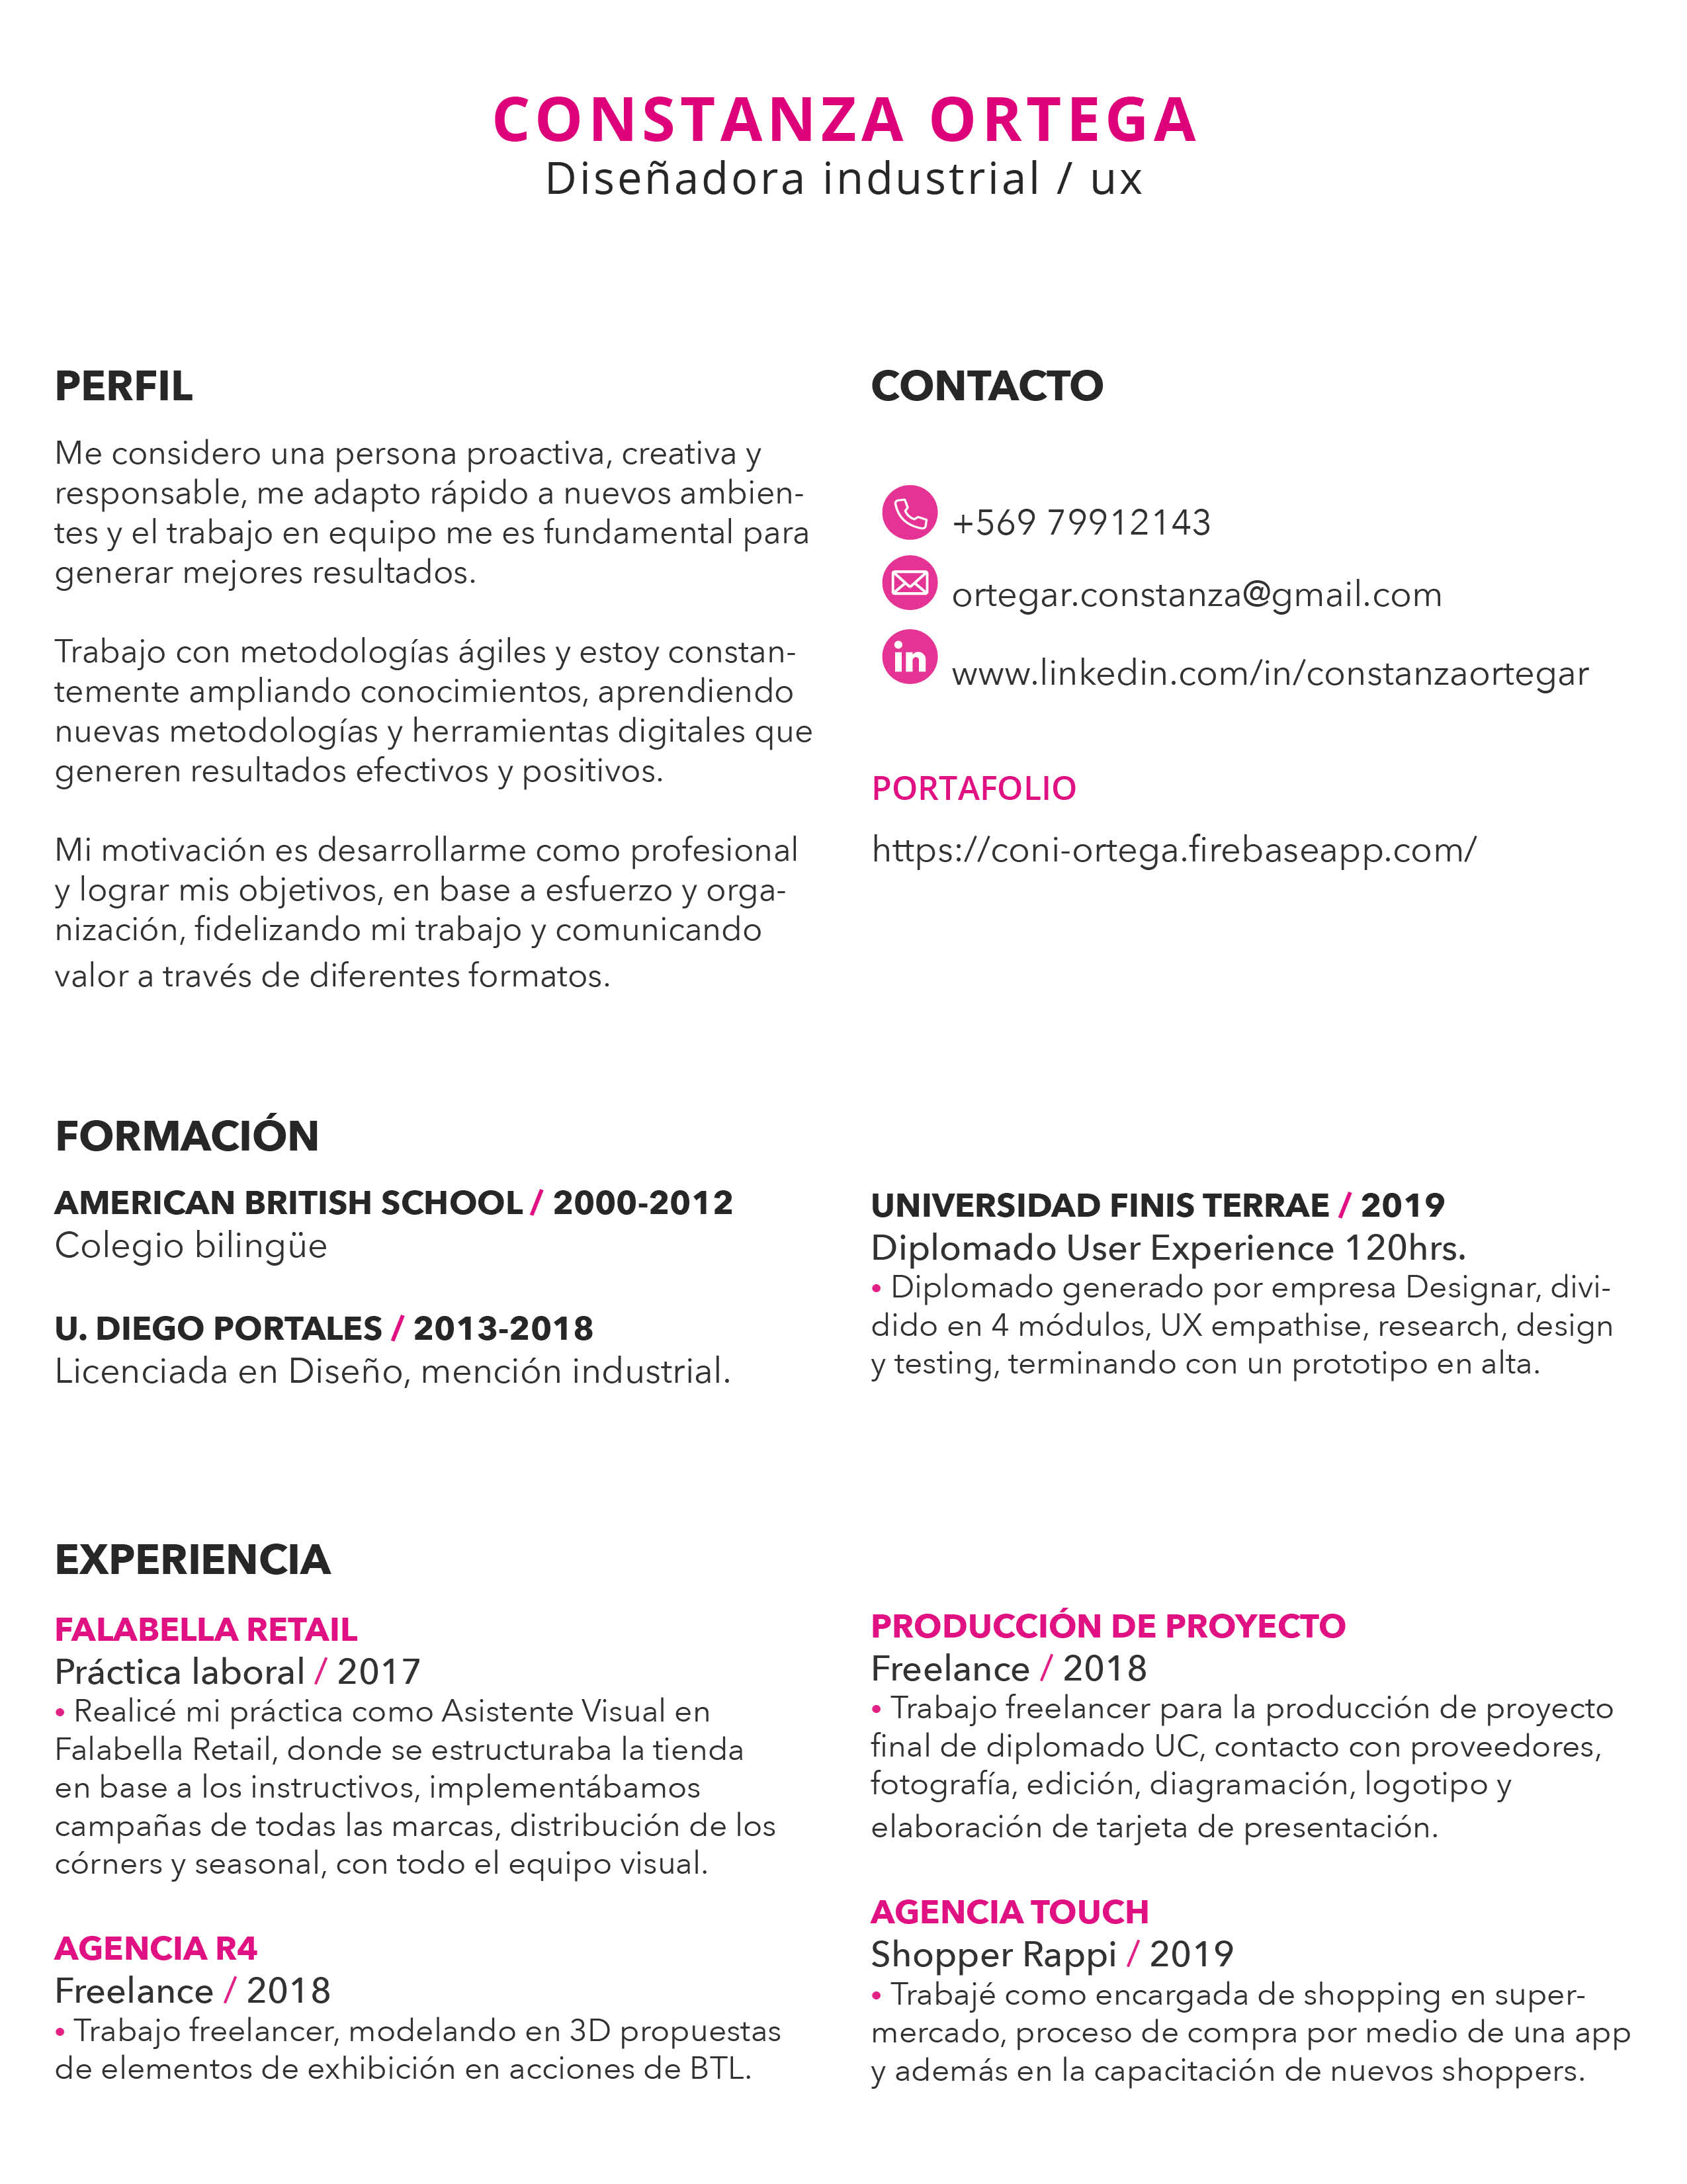 CONSTANZA ORTEGA
Diseñadora industrial / ux
PERFIL
Me considero una persona proactiva, creativa y
responsable, me adapto rápido a nuevos ambien-
tes y el trabajo en equipo me es fundamental para
generar mejores resultados.
Trabajo con metodologías ágiles y estoy constan-
temente ampliando conocimientos, aprendiendo
nuevas metodologías y herramientas digitales que
generen resultados efectivos y positivos.
Mi motivación es desarrollarme como profesional
y lograr mis objetivos, en base a esfuerzo y orga-
nización, fidelizando mi trabajo y comunicando
valor a través de diferentes formatos.
CONTACTO
+569 79912143
ortegar.constanza@gmail.com
in
www.linkedin.com/in/constanzaortegar
PORTAFOLIO
https://coni-ortega.firebaseapp.com/
FORMACIÓN
AMERICAN BRITISH SCHOOL / 2000-2012
Colegio bilingüe
U. DIEGO PORTALES / 2013-2018
Licenciada en Diseño, mención industrial.
UNIVERSIDAD FINIS TERRAE / 2019
Diplomado User Experience 120hrs.
• Diplomado generado por empresa Designar, divi-
dido en 4 módulos, UX empathise, research, design
y testing, terminando con un prototipo en alta.
EXPERIENCIA
FALABELLA RETAIL
Práctica laboral / 2017
• Realicé mi práctica como Asistente Visual en
Falabella Retail, donde se estructuraba la tienda
en base a los instructivos, implementábamos
campañas de todas las marcas, distribución de los
córners y seasonal, con todo el equipo visual.
AGENCIA R4
Freelance / 2018
• Trabajo freelancer, modelando en 3D propuestas
de elementos de exhibición en acciones de BTL.
PRODUCCIÓN DE PROYECTO
Freelance / 2018
• Trabajo freelancer para la producción de proyecto
final de diplomado UC, contacto con proveedores,
fotografía, edición, diagramación, logotipo y
elaboración de tarjeta de presentación.
AGENCIA TOUCH
Shopper Rappi / 2019
• Trabajé como encargada de shopping en super-
mercado, proceso de compra por medio de una app
y además en la capacitación de nuevos shoppers.